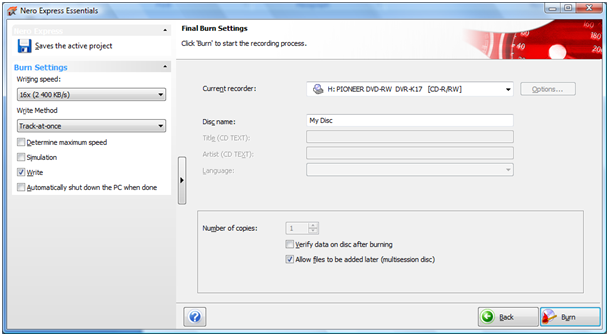 Nero Express Essentials
Nero Express
Saves the active project
Burn Settings
Writing speed:
16x (2 400 KB/s)
Write Method
Track-at-once
Determine maximum speed
Simulation
Write
Automatically shut down the PC when done
Final Burn Settings
Click 'Burn' to start the recording process.
Current recorder:
H: PIONEER DVD-RW DVR-K17 [CD-R/RW]
Options...
Disc name:
My Disc
Title (CD TEXT):
Artist (CD TEXT):
Language:
Number of copies:
1
Verify data on disc after burning
Allow files to be added later (multisession disc)
Back
Burn